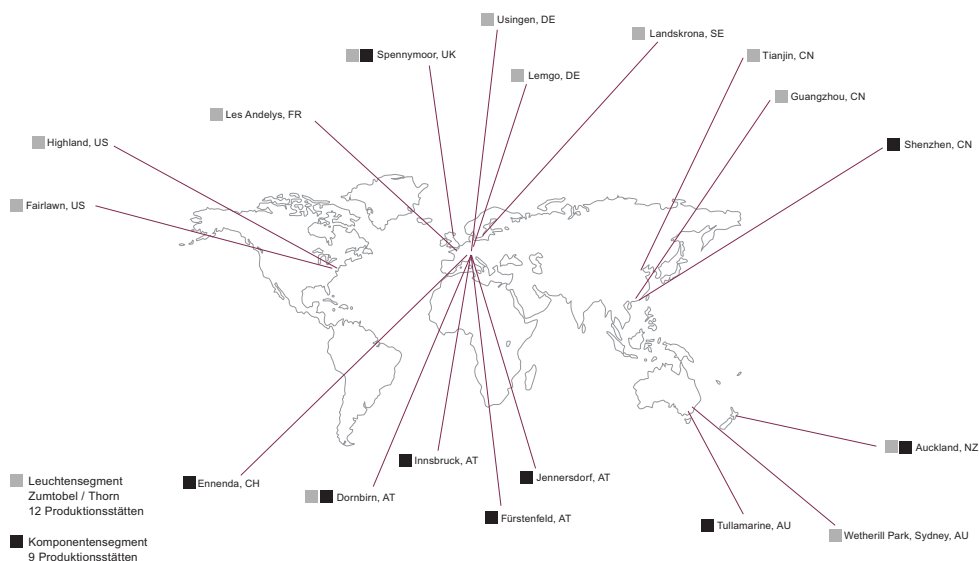 Usingen, DE
Landskrona, SE
Spennymoor, UK
Tianjin, CN
Lemgo, DE
Guangzhou, CN
Les Andelys, FR
Highland, US
Shenzhen, CN
Fairlawn, US
Auckland, NZ
Innsbruck, AT
Jennersdorf, AT
Ennenda, CH
Dornbirn, AT
Fürstenfeld, AT
Tullamarine, AU
Wetherill Park, Sydney, AU
Leuchtensegment
Zumtobel / Thorn
12 Produktionsstätten
Komponentensegment
9 Produktionsstätten